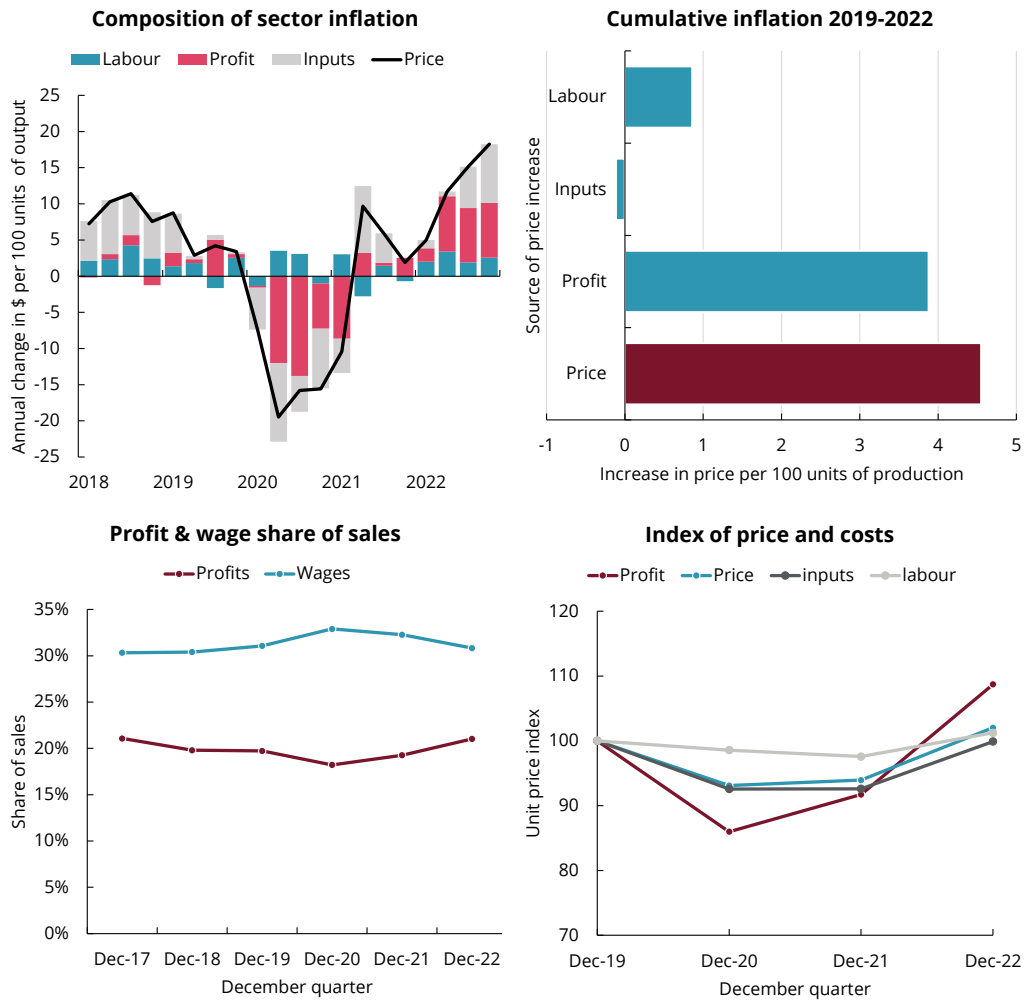 Composition of sector inflation
Labour Profit Inputs Price
Annual change in $ per 100 units of output
25
20
15
10
5
0
-5
-10
-15
-20
-25
2018 2019 2020 2021 2022
Cumulative inflation 2019-2022
Source of price increase
Labour
Inputs
Profit
Price
-1 0 1 2 3 4 5
Increase in price per 100 units of production
Profit & wage share of sales
Profits Wages
Share of sales
35%
30%
25%
20%
15%
10%
5%
0%
Dec-17 Dec-18 Dec-19 Dec-20 Dec-21 Dec-22
December quarter
Index of price and costs
Profit Price inputs labour
Unit price index
120
110
100
90
80
70
Dec-19 Dec-20 Dec-21 Dec-22
December quarter